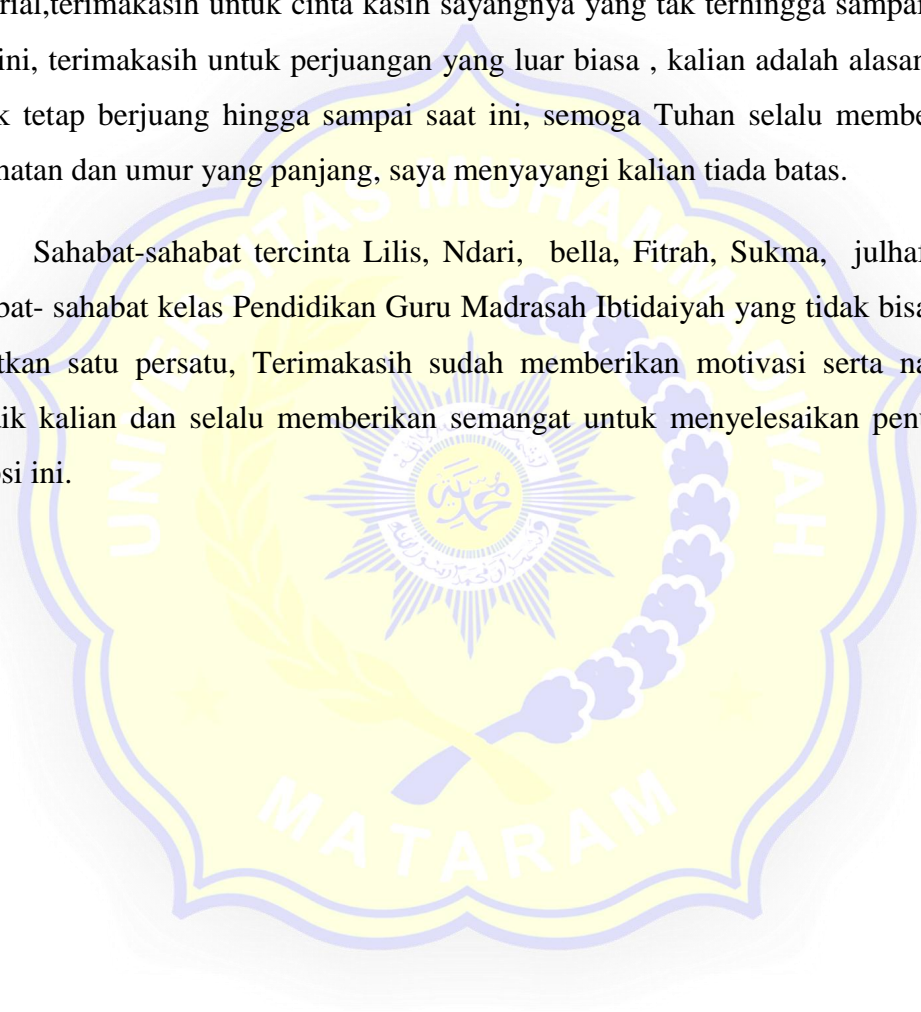 rial,terimakasih untuk cinta kasih sayangnya yang tak terhingga sampai
ini, terimakasih untuk perjuangan yang luar biasa , kalian adalah alasan
k tetap berjuang hingga sampai saat ini, semoga Tuhan selalu membe
hatan dan umur yang panjang, saya menyayangi kalian tiada batas.
Sahabat-sahabat tercinta Lilis, Ndari, bella, Fitrah, Sukma, julha
bat- sahabat kelas Pendidikan Guru Madrasah Ibtidaiyah yang tidak bisa
tkan satu persatu, Terimakasih sudah memberikan motivasi serta na
ik kalian dan selalu memberikan semangat untuk menyelesaikan pen
si ini.
UNIVERSITAS MUHAMMADIYAH
MATARAM